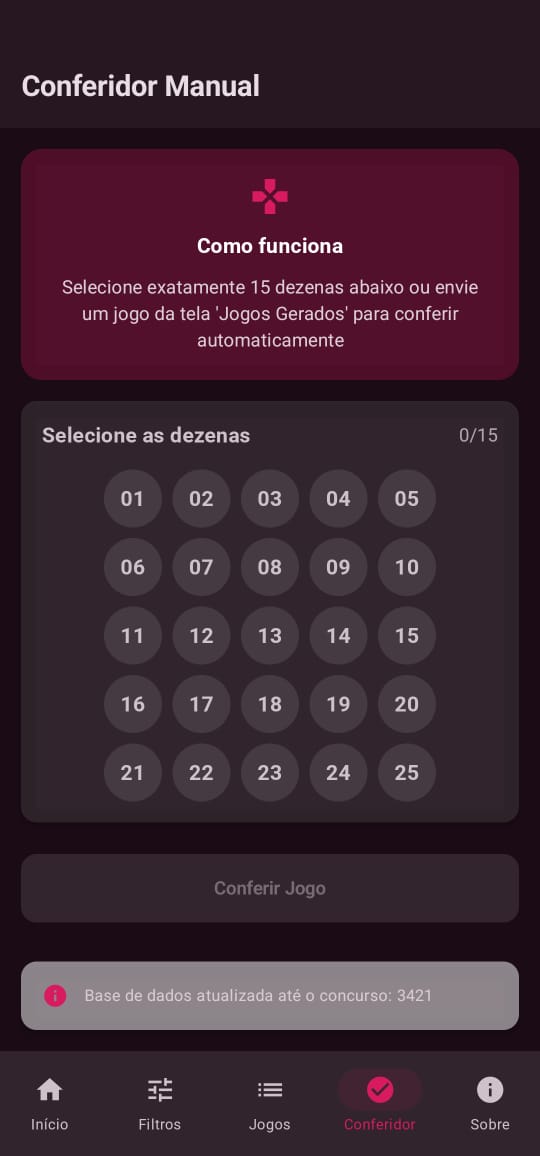 Conferidor Manual
Como funciona
Selecione exatamente 15 dezenas abaixo ou envie
um jogo da tela 'Jogos Gerados' para conferir
automaticamente
Selecione as dezenas 0/15
01 02 03 04 05
06 07 08 09 10
11 12 13 14 15
16 17 18 19 20
21 22 23 24 25
Conferir Jogo
Base de dados atualizada até o concurso: 3421
Início Filtros Jogos Conferidor Sobre